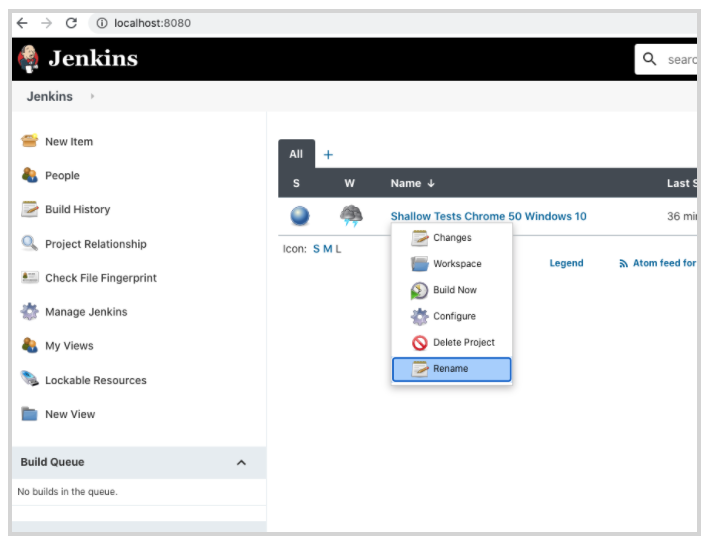 localhost:8080
Jenkins
searc
Jenkins
New Item
People
Build History
Project Relationship
Check File Fingerprint
Manage Jenkins
My Views
Lockable Resources
New View
Build Queue
No builds in the queue.
All +
S W Name ↓ Last S
Shallow Tests Chrome 50 Windows 10 36 mi
Icon: S M L
Legend Atom feed for
Changes
Workspace
Build Now
Configure
Delete Project
Rename